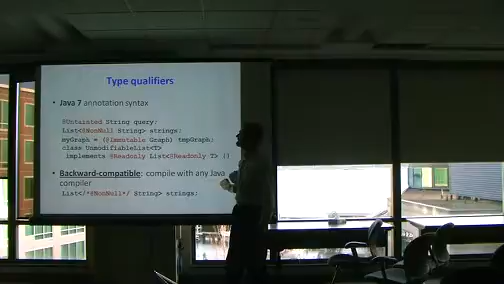 Type qualifiers
• Java 7 annotation syntax
@Untainted String query;
List<@NonNull String> strings;
myGraph = (@Immutable Graph) tmpGraph;
class UnmodifiableList<T>
implements @Readonly List<@Readonly T> {}
• Backward-compatible: compile with any Java
compiler
List</*@NonNull*/ String> strings;